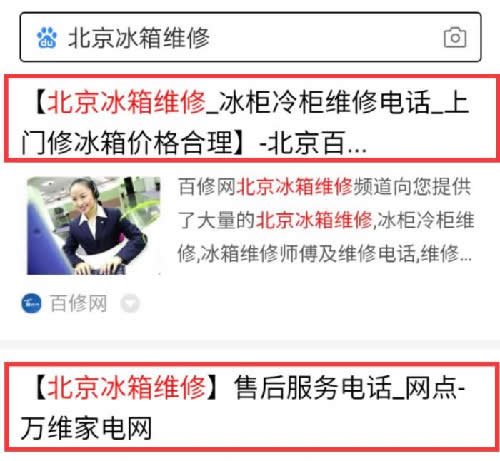 北京冰箱维修
【北京冰箱维修_冰柜冷柜维修电话_上
门修冰箱价格合理】-北京百...
百修网北京冰箱维修频道向您提供
了大量的北京冰箱维修,冰柜冷柜维
修,冰箱维修师傅及维修电话,维修...
百修网
【北京冰箱维修】售后服务电话_网点-
万维家电网